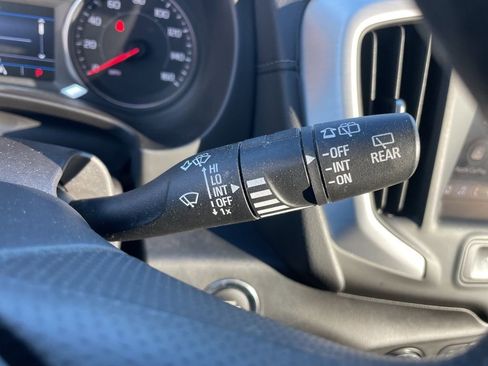 HI
LO
INT
OFF
1x
-OFF
-INT
-ON
REAR